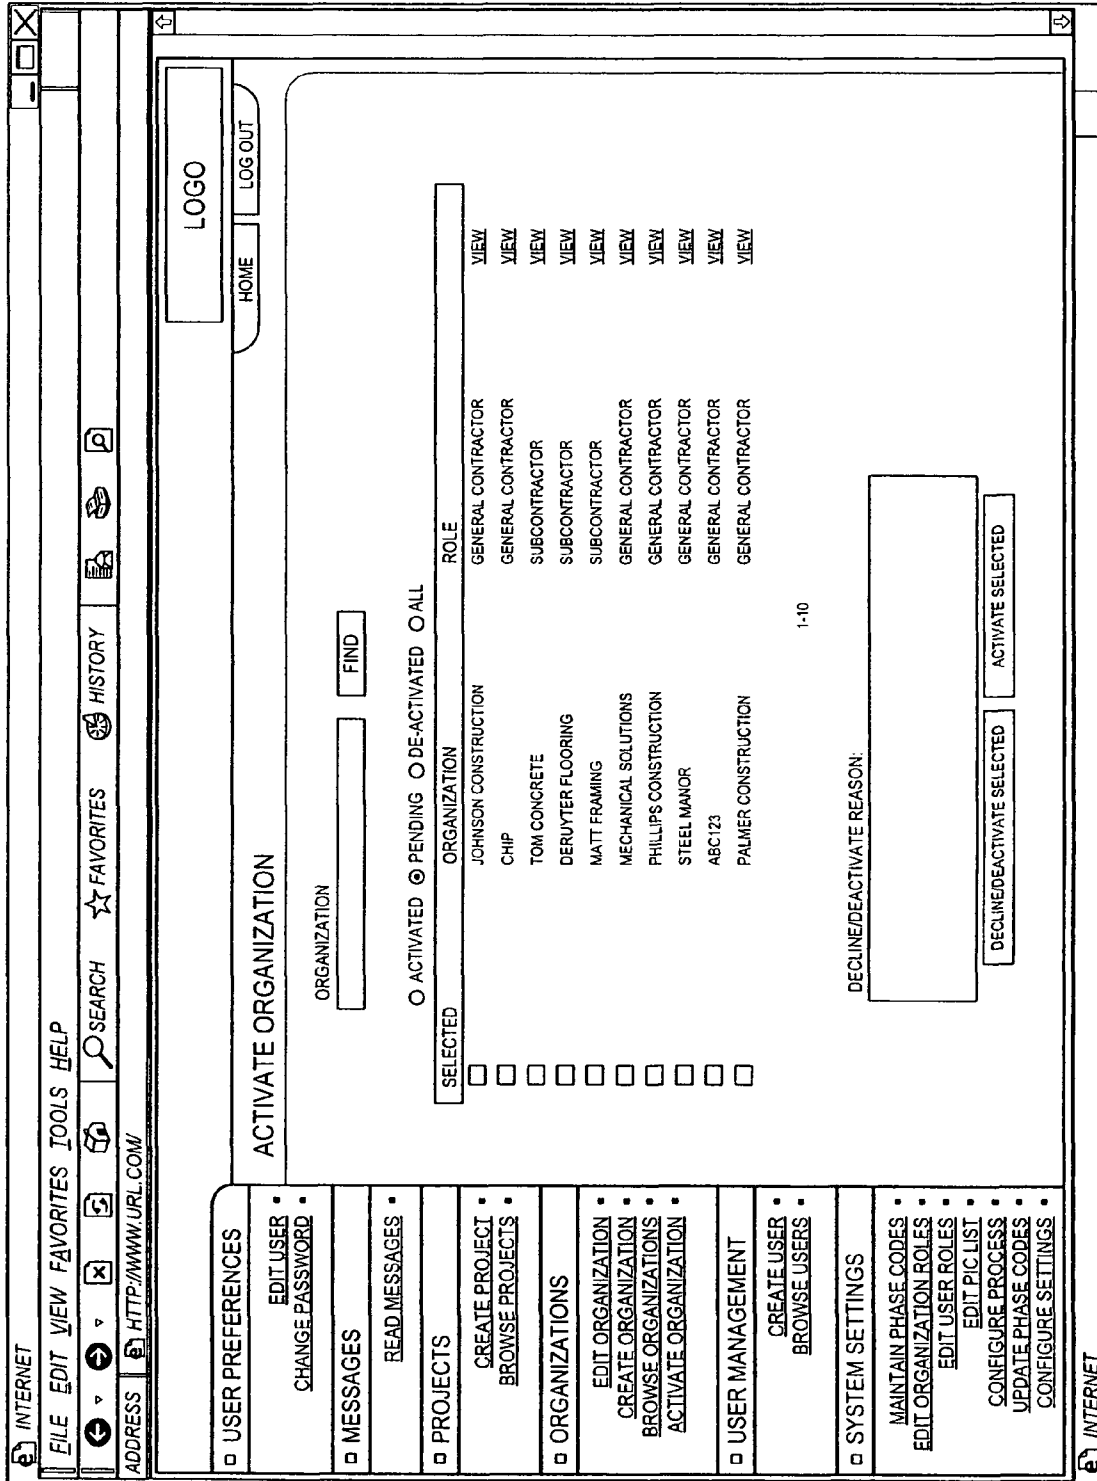 INTERNET
FILE EDIT VIEW FAVORITES TOOLS HELP
SEARCH FAVORITES HISTORY
ADDRESS HTTP://WWW.URL.COM/
LOGO
HOME LOG OUT
USER PREFERENCES
EDIT USER
CHANGE PASSWORD
MESSAGES
READ MESSAGES
PROJECTS
CREATE PROJECT
BROWSE PROJECTS
ORGANIZATIONS
EDIT ORGANIZATION
CREATE ORGANIZATION
BROWSE ORGANIZATIONS
ACTIVATE ORGANIZATION
USER MANAGEMENT
CREATE USER
BROWSE USERS
SYSTEM SETTINGS
MANTAIN PHASE CODES
EDIT ORGANIZATION ROLES
EDIT USER ROLES
EDIT PIC LIST
CONFIGURE PROCESS
UPDATE PHASE CODES
CONFIGURE SETTINGS
ACTIVATE ORGANIZATION
ORGANIZATION
FIND
ACTIVATED PENDING DE-ACTIVATED ALL
SELECTED ORGANIZATION ROLE
JOHNSON CONSTRUCTION GENERAL CONTRACTOR VIEW
CHIP GENERAL CONTRACTOR VIEW
TOM CONCRETE SUBCONTRACTOR VIEW
DERUYTER FLOORING SUBCONTRACTOR VIEW
MATT FRAMING SUBCONTRACTOR VIEW
MECHANICAL SOLUTIONS GENERAL CONTRACTOR VIEW
PHILLIPS CONSTRUCTION GENERAL CONTRACTOR VIEW
STEEL MANOR GENERAL CONTRACTOR VIEW
ABC123 GENERAL CONTRACTOR VIEW
PALMER CONSTRUCTION GENERAL CONTRACTOR VIEW
1-10
DECLINE/DEACTIVATE REASON:
DECLINE/DEACTIVATE SELECTED ACTIVATE SELECTED
INTERNET